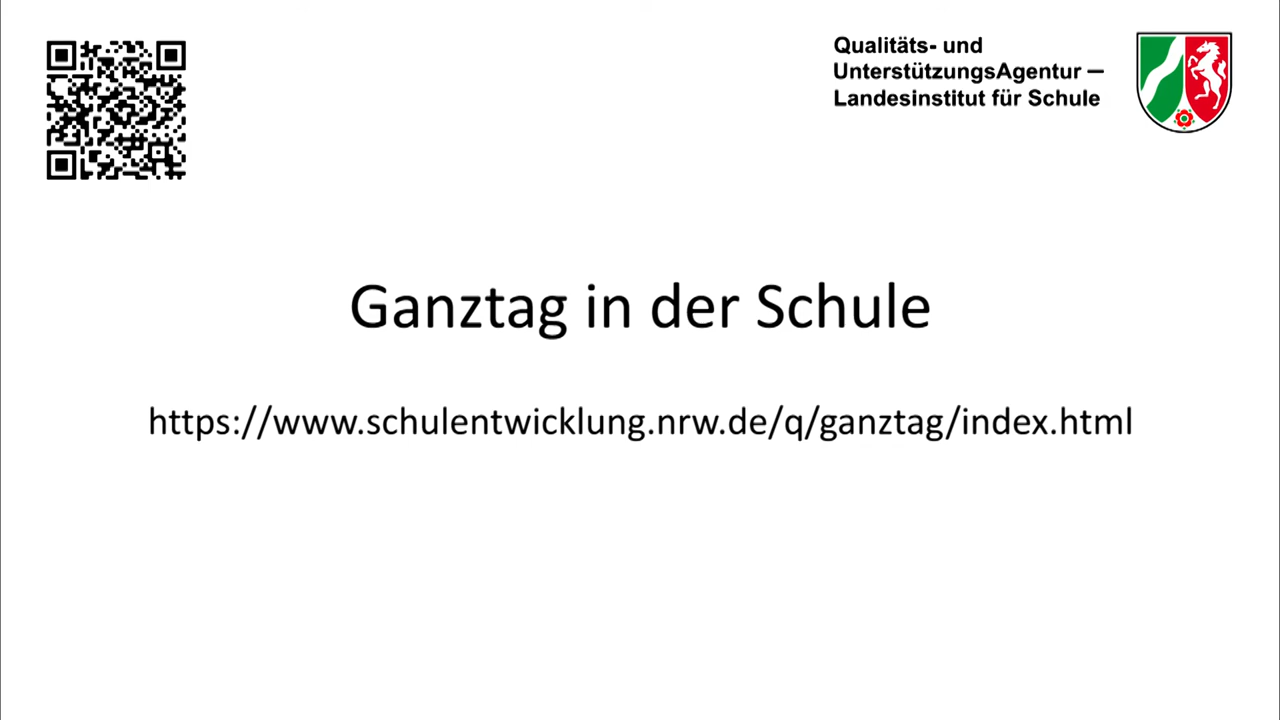 Qualitäts- und
UnterstützungsAgentur –
Landesinstitut für Schule
Ganztag in der Schule
https://www.schulentwicklung.nrw.de/q/ganztag/index.html